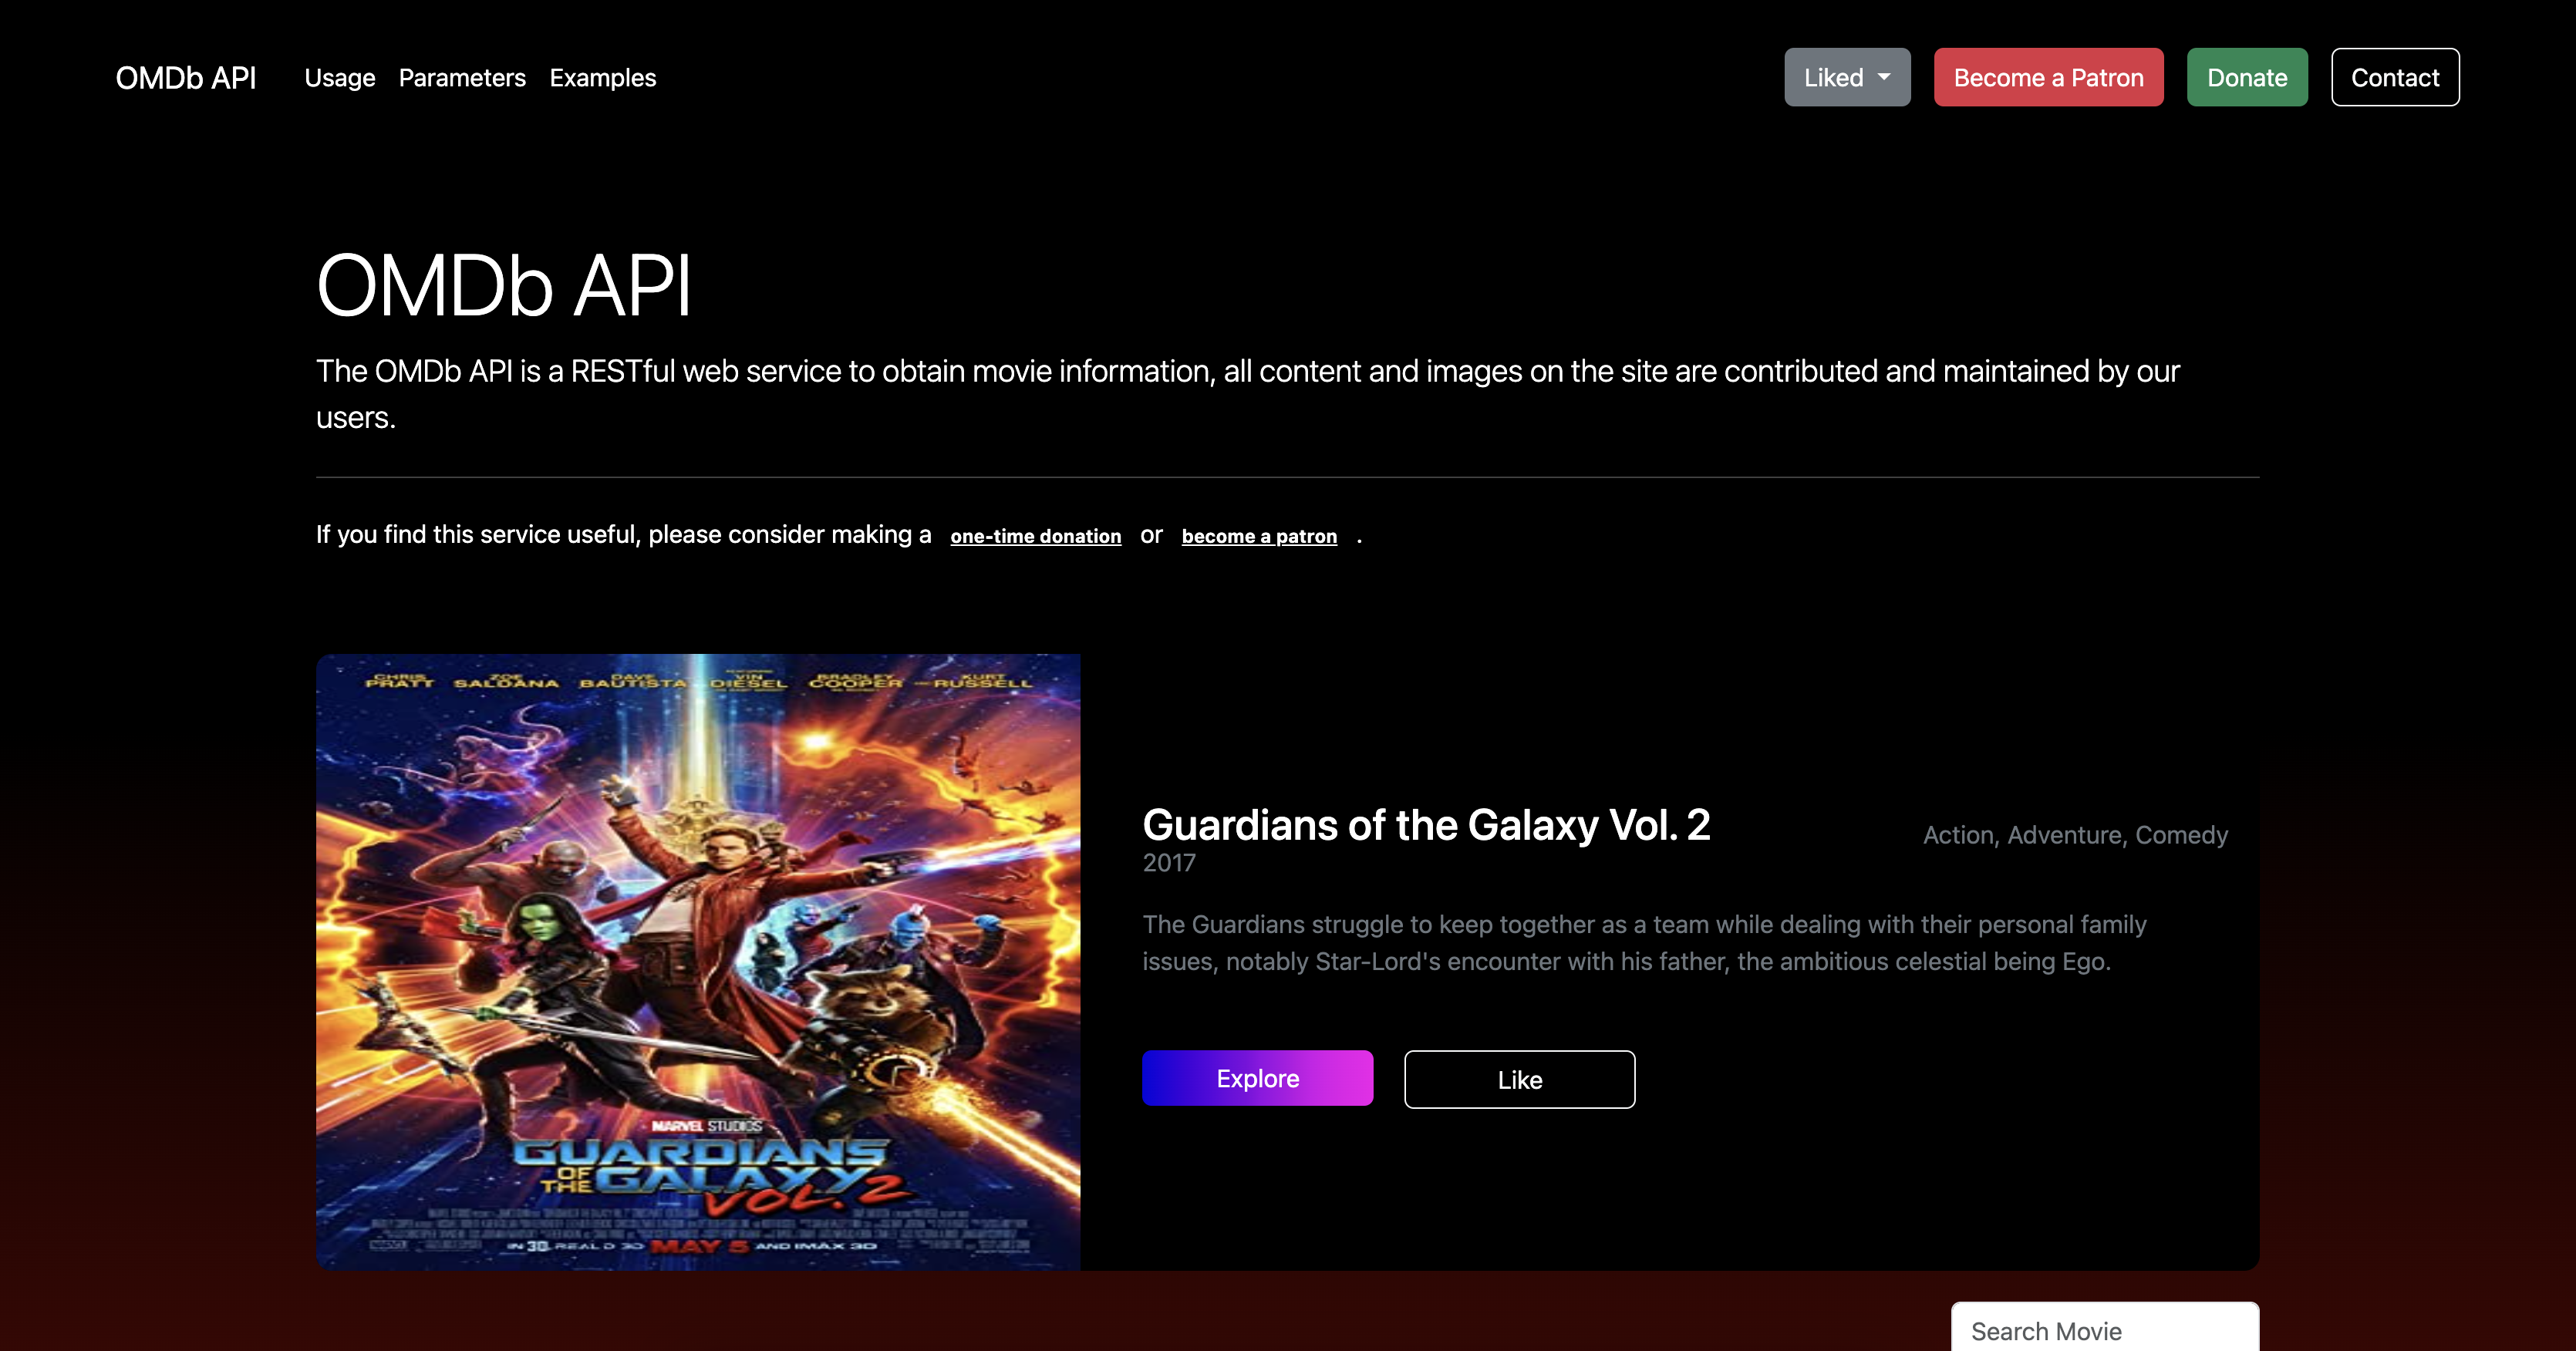 OMDb API Usage Parameters Examples Liked Become a Patron Donate Contact
OMDb API
The OMDb API is a RESTful web service to obtain movie information, all content and images on the site are contributed and maintained by our
users.
If you find this service useful, please consider making a one-time donation or become a patron .
CHRIS PRATT ZOE SALDANA DAVE BAUTISTA VIN DIESEL BRADLEY COOPER KURT RUSSELL
MARVEL STUDIOS
GUARDIANS
OF THE GALAXY
VOL. 2
IN 3D REAL D 3D MAY 5 AND IMAX 3D
Guardians of the Galaxy Vol. 2
Action, Adventure, Comedy
2017
The Guardians struggle to keep together as a team while dealing with their personal family
issues, notably Star-Lord's encounter with his father, the ambitious celestial being Ego.
Explore Like
Search Movie